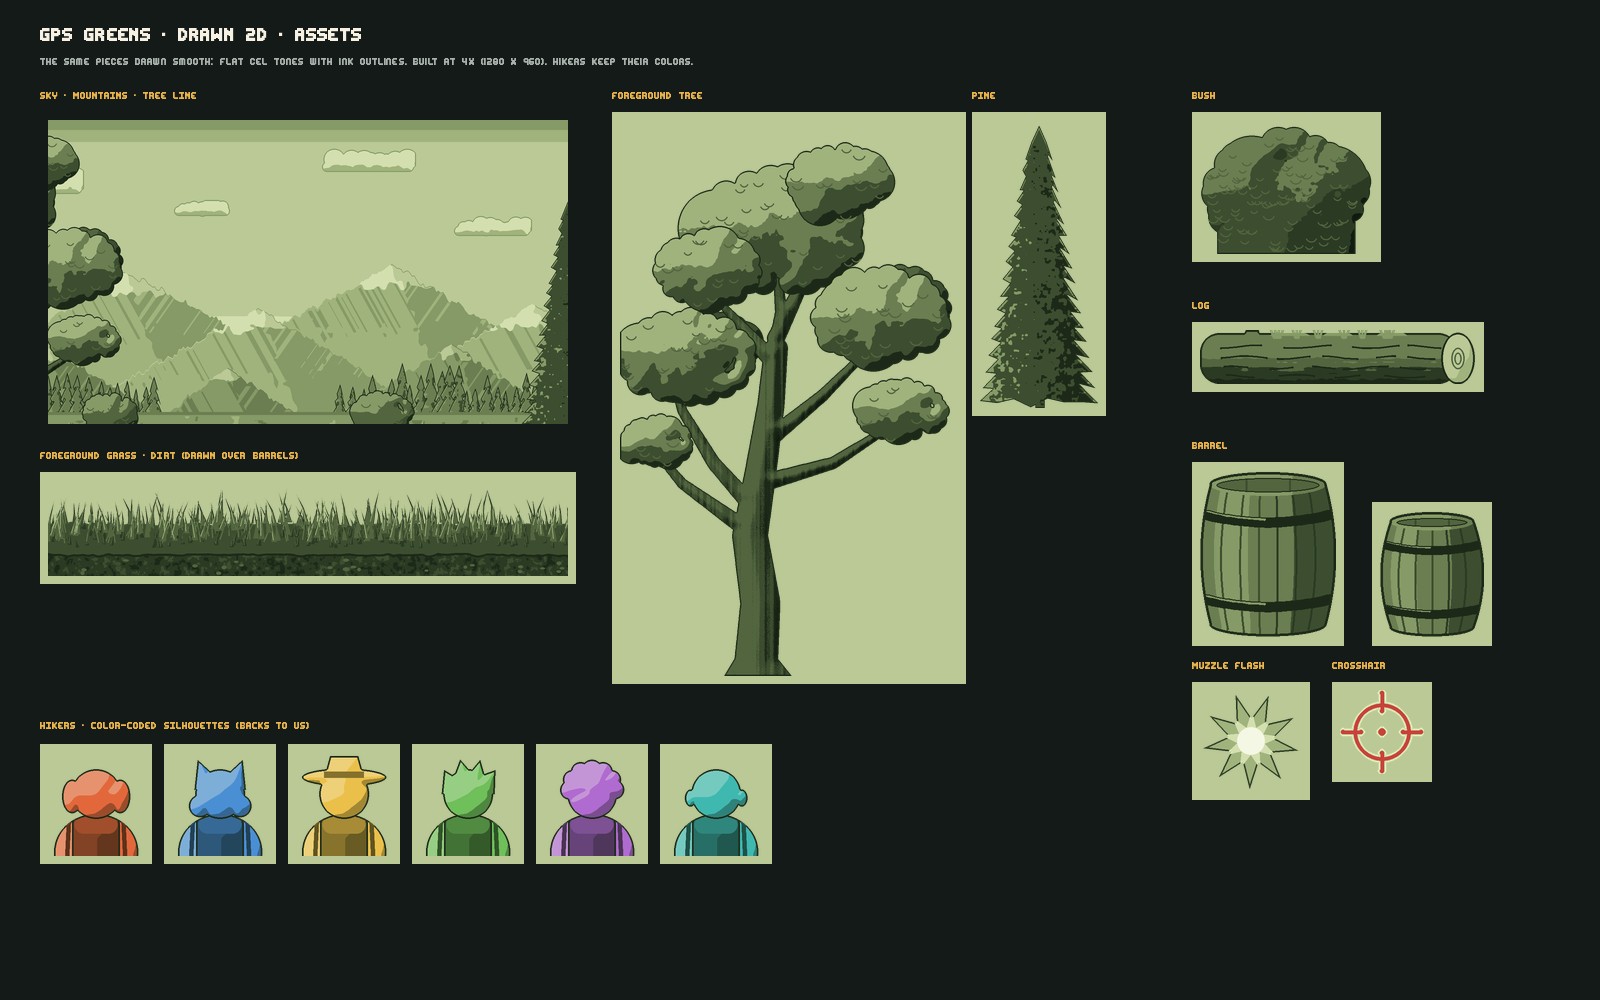 GPS GREENS · DRAWN 2D · ASSETS
THE SAME PIECES DRAWN SMOOTH: FLAT CEL TONES WITH INK OUTLINES. BUILT AT 4X (1280 X 960). HIKERS KEEP THEIR COLORS.
SKY · MOUNTAINS · TREE LINE
FOREGROUND TREE
PINE
BUSH
LOG
BARREL
FOREGROUND GRASS · DIRT (DRAWN OVER BARRELS)
MUZZLE FLASH
CROSSHAIR
HIKERS · COLOR-CODED SILHOUETTES (BACKS TO US)